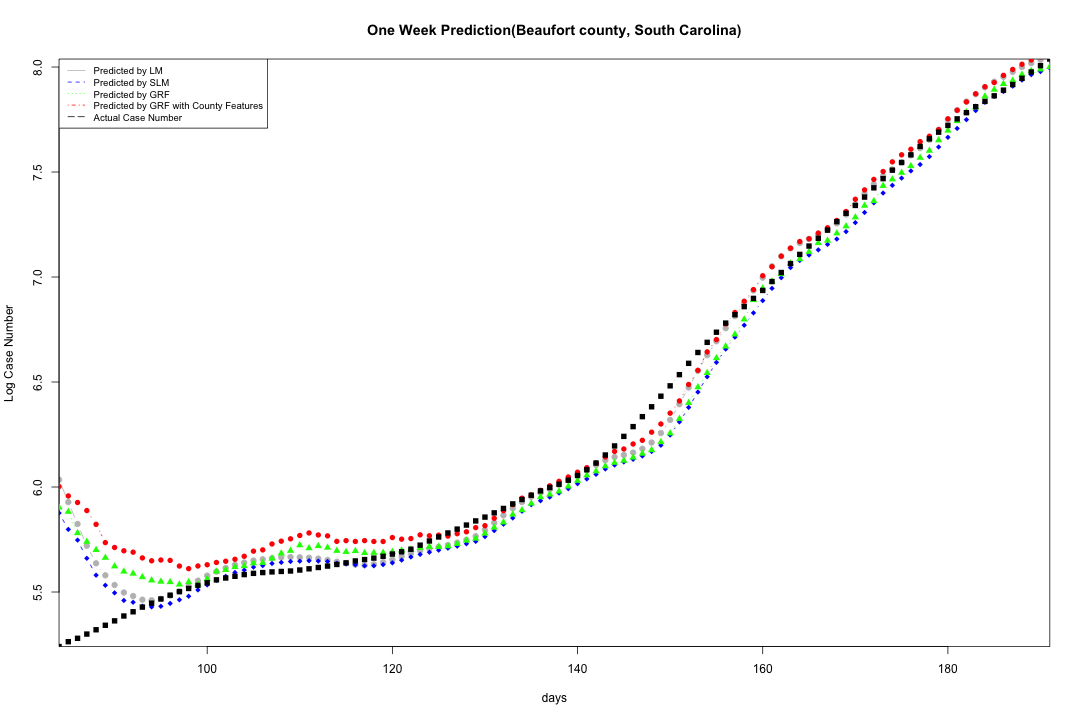 One Week Prediction(Beaufort county, South Carolina)
Predicted by LM
Predicted by SLM
Predicted by GRF
Predicted by GRF with County Features
Actual Case Number
8.0
7.5
7.0
6.5
6.0
5.5
Log Case Number
100 120 140 160 180
days